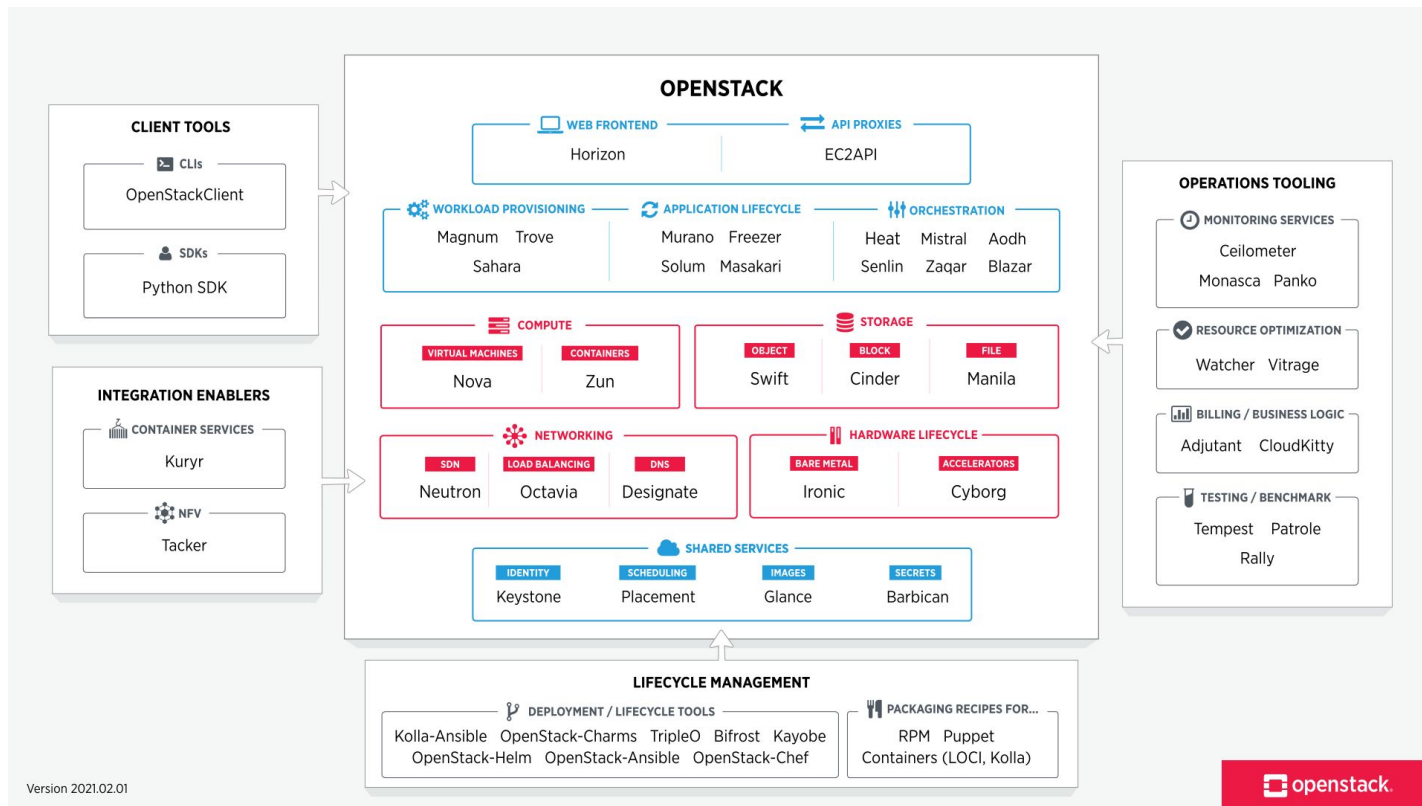 OPENSTACK
WEB FRONTEND
API PROXIES
Horizon
EC2API
WORKLOAD PROVISIONING
APPLICATION LIFECYCLE
ORCHESTRATION
Magnum Trove
Sahara
Murano Freezer
Solum Masakari
Heat Mistral Aodh
Senlin Zaqar Blazar
COMPUTE
VIRTUAL MACHINES
CONTAINERS
Nova
Zun
STORAGE
OBJECT
BLOCK
FILE
Swift
Cinder
Manila
NETWORKING
SDN
LOAD BALANCING
DNS
Neutron
Octavia
Designate
HARDWARE LIFECYCLE
BARE METAL
ACCELERATORS
Ironic
Cyborg
SHARED SERVICES
IDENTITY
SCHEDULING
IMAGES
SECRETS
Keystone
Placement
Glance
Barbican
CLIENT TOOLS
CLIs
OpenStackClient
SDKs
Python SDK
INTEGRATION ENABLERS
CONTAINER SERVICES
Kuryr
NFV
Tacker
OPERATIONS TOOLING
MONITORING SERVICES
Ceilometer
Monasca Panko
RESOURCE OPTIMIZATION
Watcher Vitrage
BILLING / BUSINESS LOGIC
Adjutant CloudKitty
TESTING / BENCHMARK
Tempest Patrole
Rally
LIFECYCLE MANAGEMENT
DEPLOYMENT / LIFECYCLE TOOLS
Kolla-Ansible OpenStack-Charms TripleO Bifrost Kayobe
OpenStack-Helm OpenStack-Ansible OpenStack-Chef
PACKAGING RECIPES FOR...
RPM Puppet
Containers (LOCI, Kolla)
Version 2021.02.01
openstack.